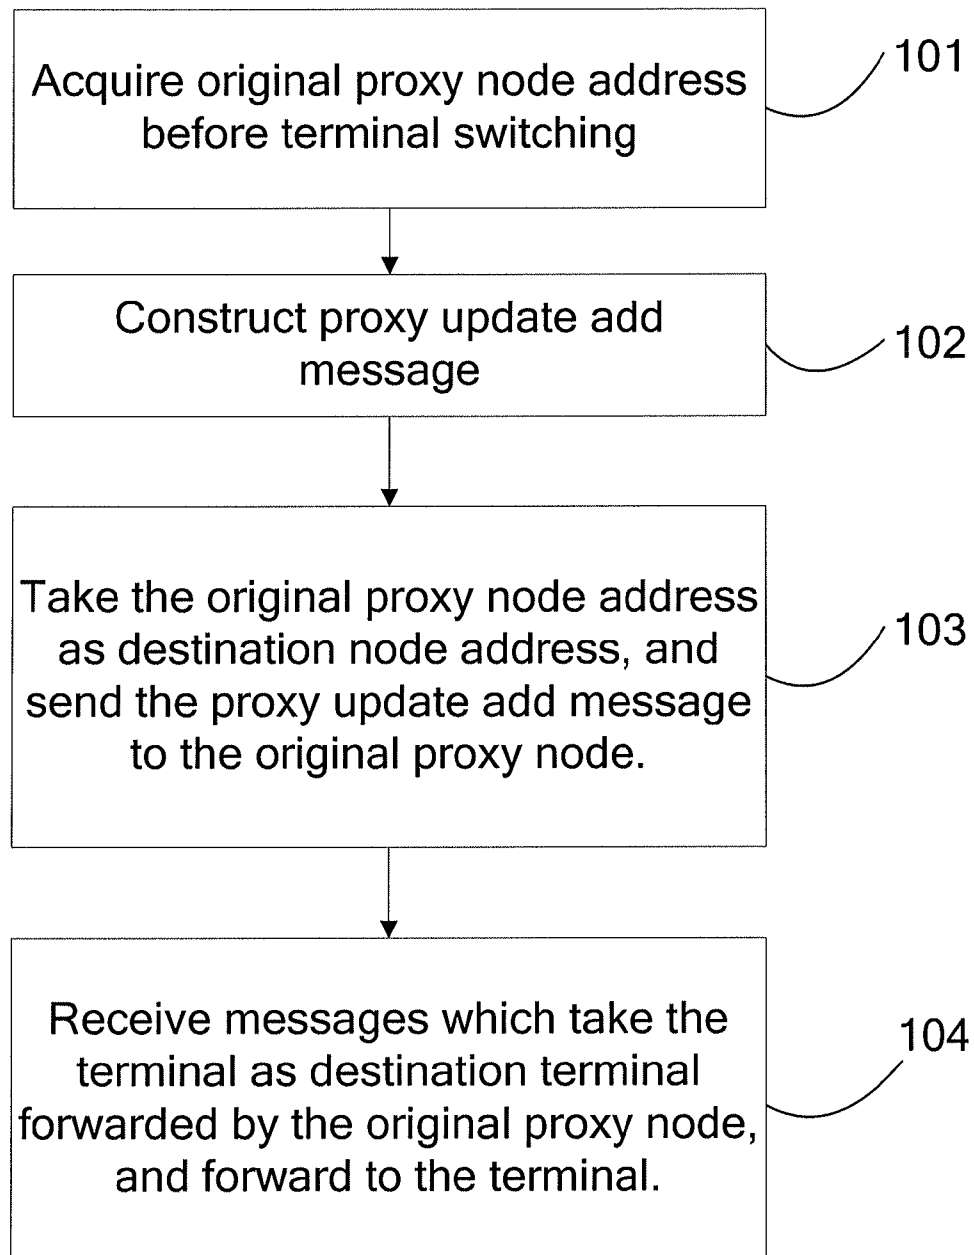 Acquire original proxy node address
before terminal switching
101
Construct proxy update add
message
102
Take the original proxy node address
as destination node address, and
send the proxy update add message
to the original proxy node.
103
Receive messages which take the
terminal as destination terminal
forwarded by the original proxy node,
and forward to the terminal.
104